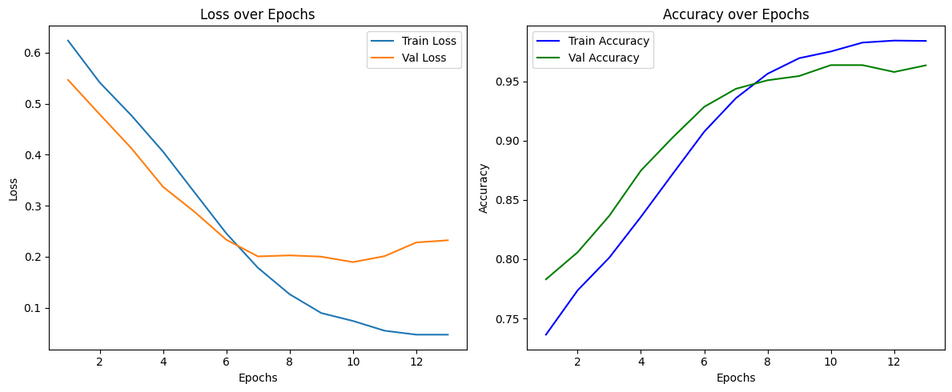 Loss over Epochs
Train Loss
Val Loss
0.6
0.5
0.4
0.3
0.2
0.1
Loss
2 4 6 8 10 12
Epochs
Accuracy over Epochs
Train Accuracy
Val Accuracy
0.95
0.90
0.85
0.80
0.75
Accuracy
2 4 6 8 10 12
Epochs